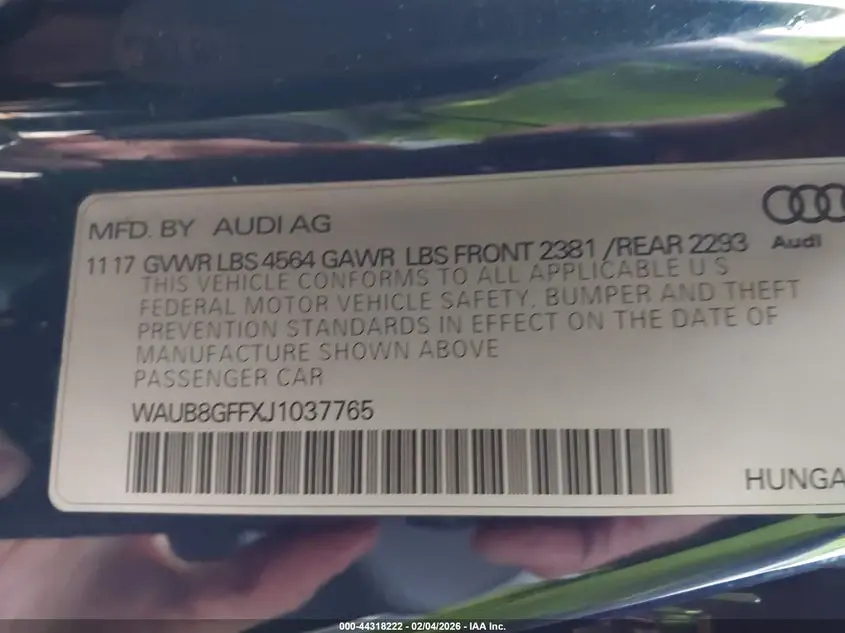 MFD. BY AUDI AG
Audi
11 17 GVWR LBS 4564 GAWR LBS FRONT 2381 /REAR 2293
THIS VEHICLE CONFORMS TO ALL APPLICABLE U S
FEDERAL MOTOR VEHICLE SAFETY, BUMPER AND THEFT
PREVENTION STANDARDS IN EFFECT ON THE DATE OF
MANUFACTURE SHOWN ABOVE
PASSENGER CAR
WAUB8GFFXJ1037765
HUNGA
000-44318222 - 02/04/2026 - IAA Inc.